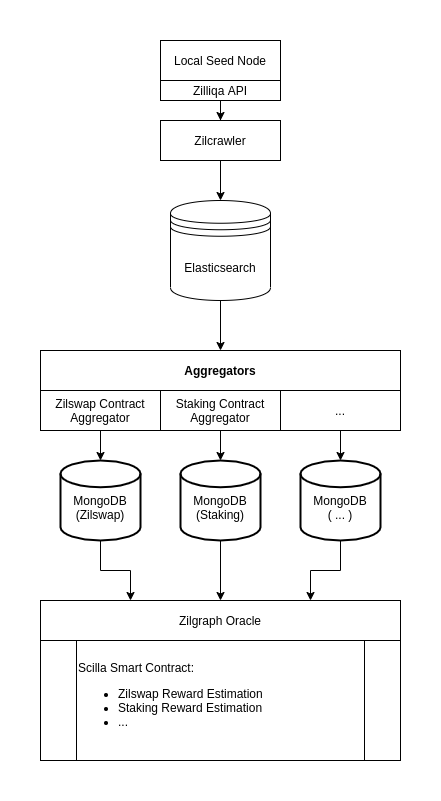 Local Seed Node
Zilliqa API
Zilcrawler
Elasticsearch
Aggregators
Zilswap Contract
Aggregator
Staking Contract
Aggregator
...
MongoDB
(Zilswap)
MongoDB
(Staking)
MongoDB
( ... )
Zilgraph Oracle
Scilla Smart Contract:
• Zilswap Reward Estimation
• Staking Reward Estimation
• ...